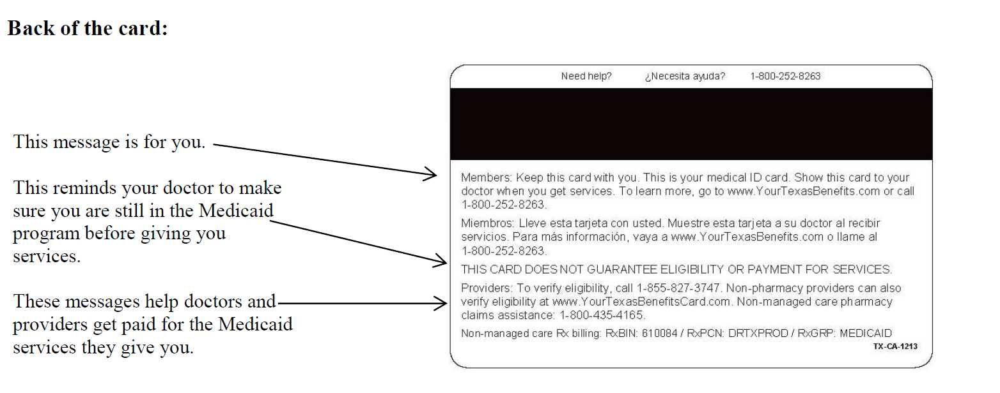 Back of the card:
This message is for you.
This reminds your doctor to make
sure you are still in the Medicaid
program before giving you
services.
These messages help doctors and
providers get paid for the Medicaid
services they give you.
Need help? ¿Necesita ayuda? 1-800-252-8263
Members: Keep this card with you. This is your medical ID card. Show this card to your
doctor when you get services. To learn more, go to www.YourTexasBenefits.com or call
1-800-252-8263.
Miembros: Lleve esta tarjeta con usted. Muestre esta tarjeta a su doctor al recibir
servicios. Para más información, vaya a www.YourTexasBenefits.com o llame al
1-800-252-8263.
THIS CARD DOES NOT GUARANTEE ELIGIBILITY OR PAYMENT FOR SERVICES.
Providers: To verify eligibility, call 1-855-827-3747. Non-pharmacy providers can also
verify eligibility at www.YourTexasBenefitsCard.com. Non-managed care pharmacy
claims assistance: 1-800-435-4165.
Non-managed care Rx billing: RxBIN: 610084 / RxPCN: DRTXPROD / RxGRP: MEDICAID
TX-CA-1213